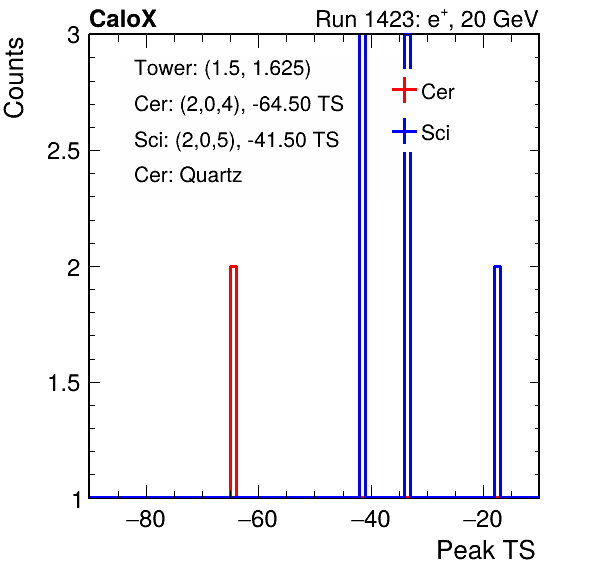 CaloX Run 1423: e⁺, 20 GeV
Counts
3
2.5
2
1.5
1
Tower: (1.5, 1.625)
Cer: (2,0,4), -64.50 TS
Sci: (2,0,5), -41.50 TS
Cer: Quartz
Cer
Sci
−80 −60 −40 −20
Peak TS